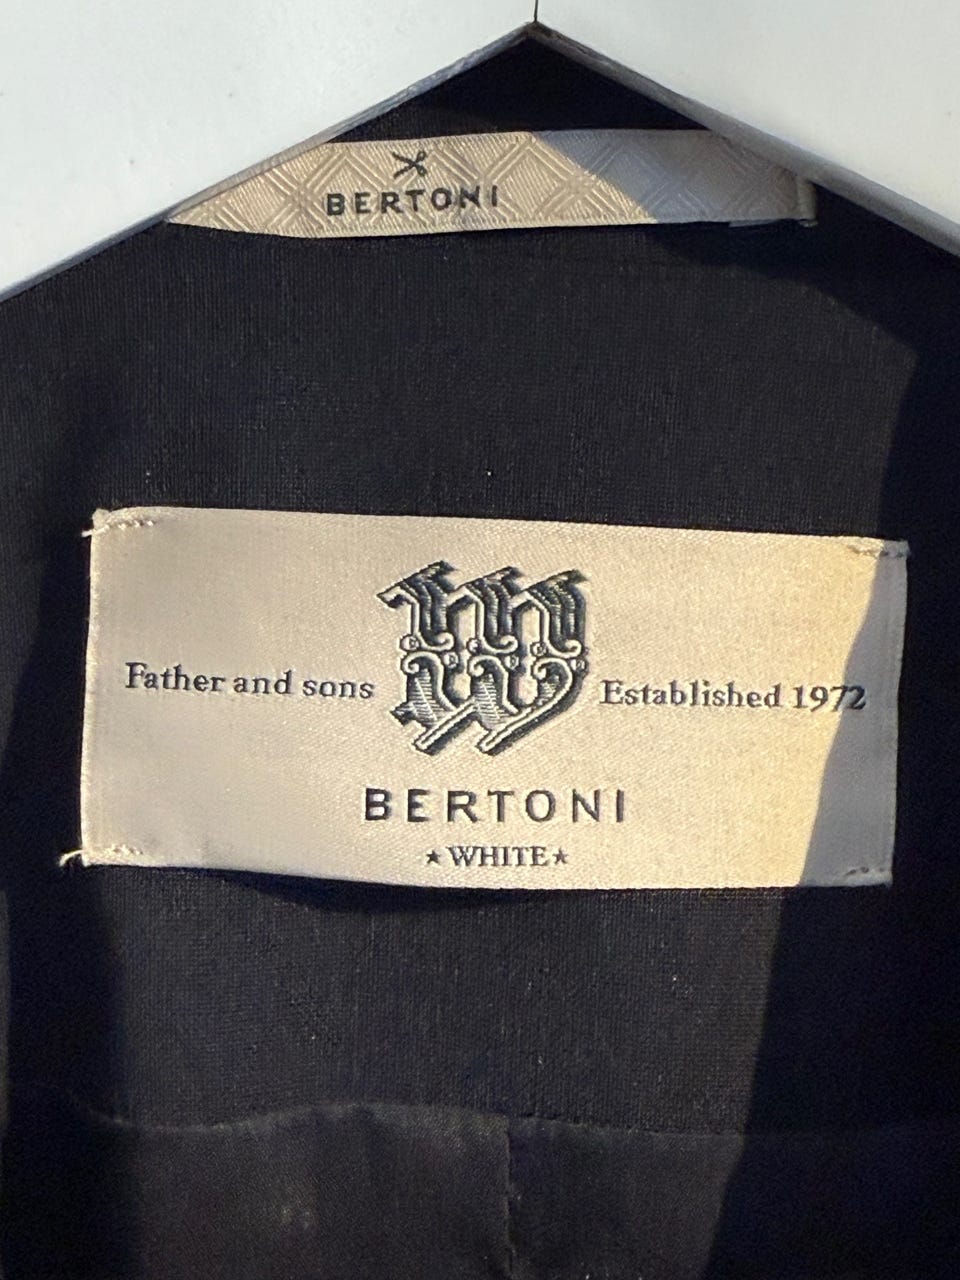 BERTONI
Father and sons W Established 1972
BERTONI
★ WHITE ★